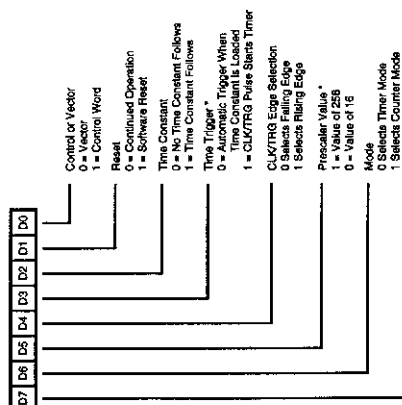 D7 D6 D5 D4 D3 D2 D1 D0
Control or Vector
0 = Vector
1 = Control Word
Reset
0 = Continued Operation
1 = Software Reset
Time Constant
0 = No Time Constant Follows
1 = Time Constant Follows
Time Trigger *
0 = Automatic Trigger When
Time Constant is Loaded
1 = CLK/TRG Pulse Starts Timer
CLK/TRG Edge Selection
0 Selects Falling Edge
1 Selects Rising Edge
Prescaler Value *
1 = Value of 256
0 = Value of 16
Mode
0 Selects Timer Mode
1 Selects Counter Mode